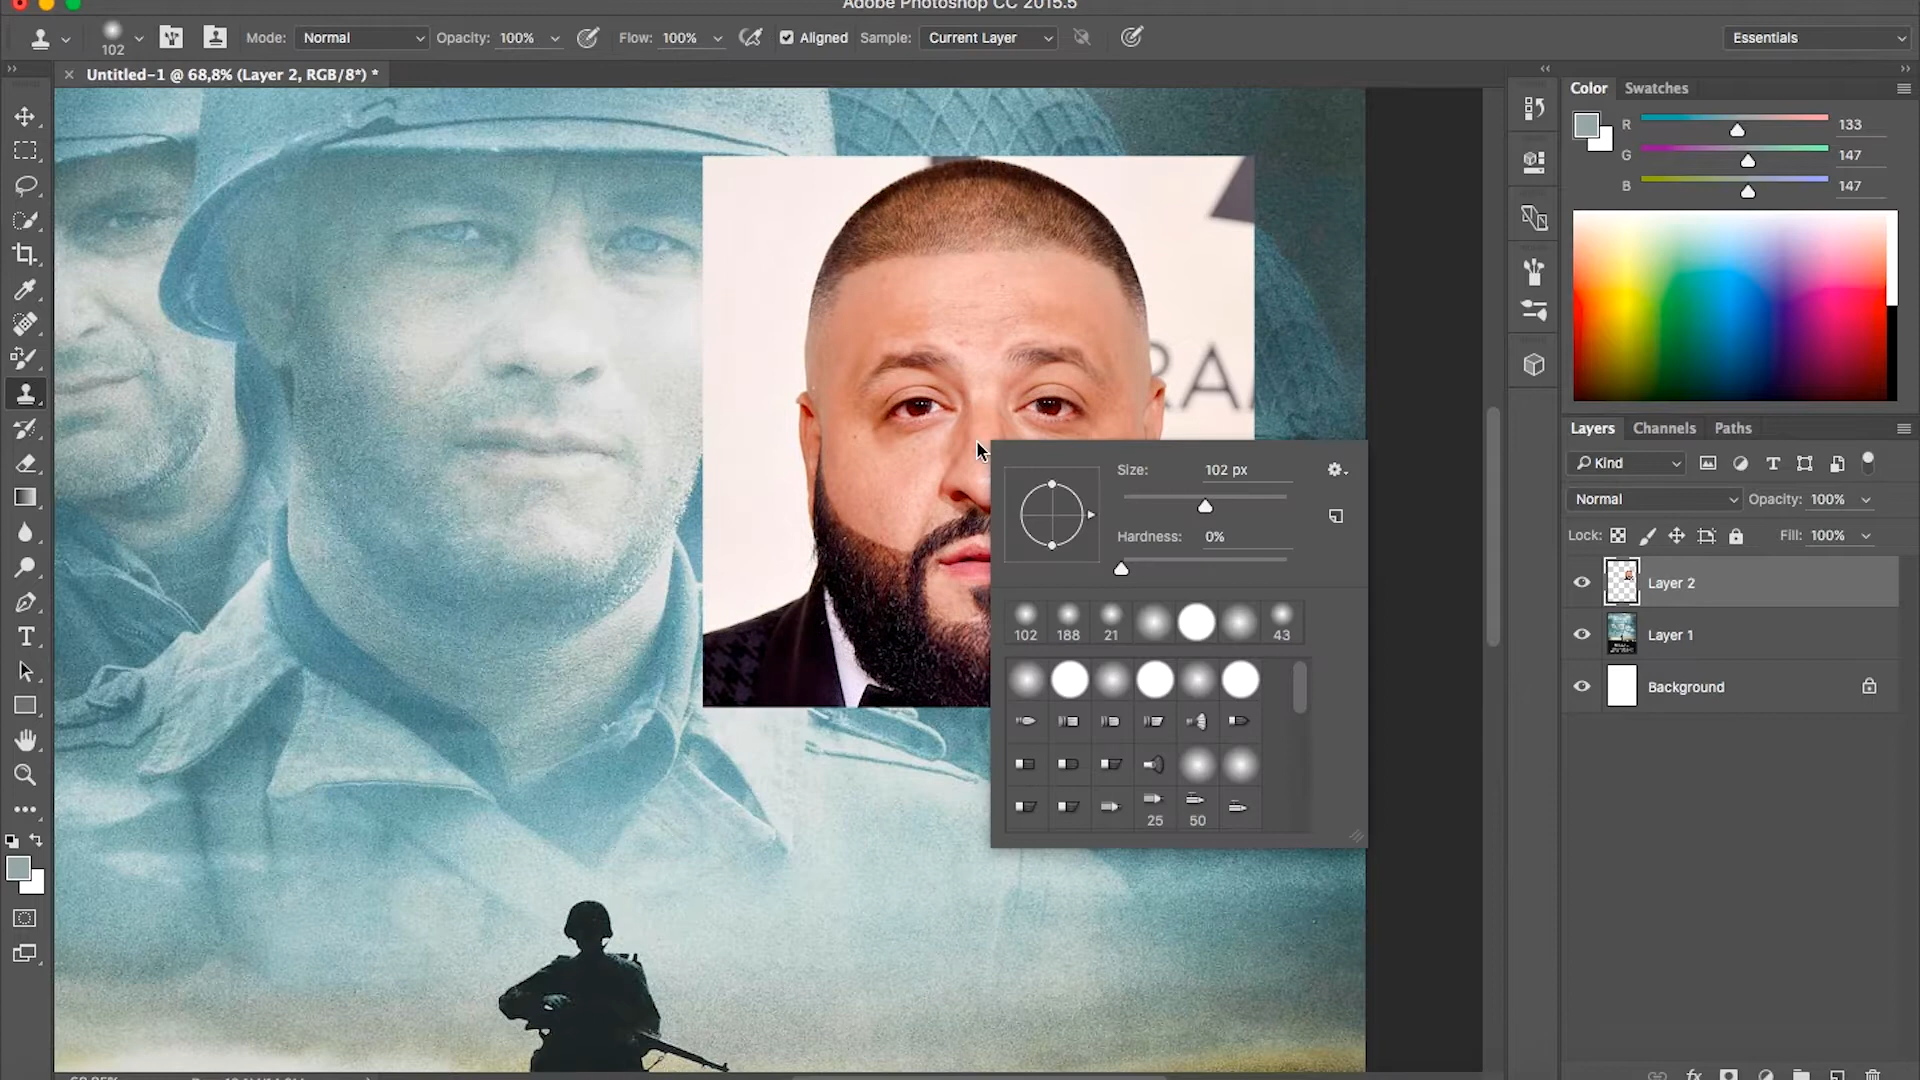 Adobe Photoshop CC 2015.5
102
Mode: Normal
Opacity: 100%
Flow: 100%
Aligned
Sample: Current Layer
Essentials
Untitled-1 @ 68,8% (Layer 2, RGB/8*) *
Color Swatches
R 133
G 147
B 147
RA
Size: 102 px
Hardness: 0%
102 188 21 43
25 50
Layers Channels Paths
Kind
Normal Opacity: 100%
Lock: Fill: 100%
Layer 2
Layer 1
Background
fx